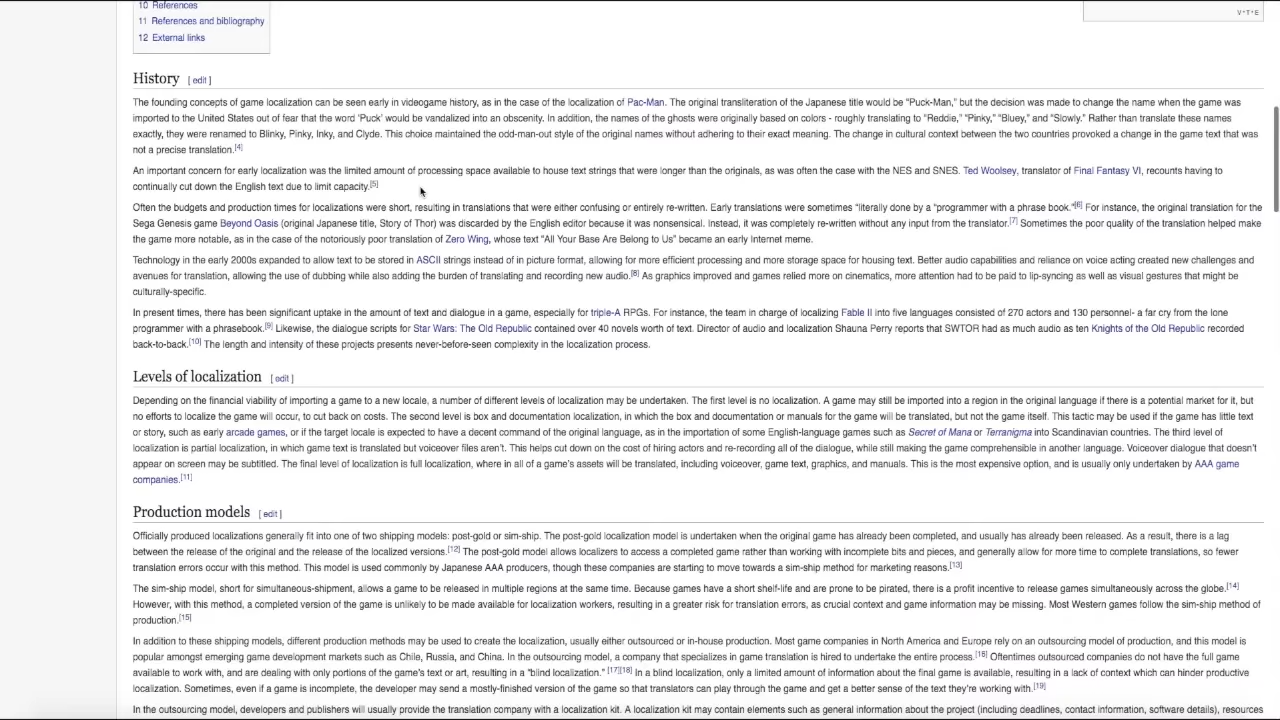 10 References
11 References and bibliography
12 External links
V·T·E
History [ edit ]
The founding concepts of game localization can be seen early in videogame history, as in the case of the localization of Pac-Man. The original transliteration of the Japanese title would be “Puck-Man,” but the decision was made to change the name when the game was
imported to the United States out of fear that the word ‘Puck’ would be vandalized into an obscenity. In addition, the names of the ghosts were originally based on colors - roughly translating to “Reddie,” “Pinky,” “Bluey,” and “Slowly.” Rather than translate these names
exactly, they were renamed to Blinky, Pinky, Inky, and Clyde. This choice maintained the odd-man-out style of the original names without adhering to their exact meaning. The change in cultural context between the two countries provoked a change in the game text that was
not a precise translation.[4]
An important concern for early localization was the limited amount of processing space available to house text strings that were longer than the originals, as was often the case with the NES and SNES. Ted Woolsey, translator of Final Fantasy VI, recounts having to
continually cut down the English text due to limit capacity.[5]
Often the budgets and production times for localizations were short, resulting in translations that were either confusing or entirely re-written. Early translations were sometimes “literally done by a “programmer with a phrase book.”[6] For instance, the original translation for the
Sega Genesis game Beyond Oasis (original Japanese title, Story of Thor) was discarded by the English editor because it was nonsensical. Instead, it was completely re-written without any input from the translator.[7] Sometimes the poor quality of the translation helped make
the game more notable, as in the case of the notoriously poor translation of Zero Wing, whose text “All Your Base Are Belong to Us” became an early Internet meme.
Technology in the early 2000s expanded to allow text to be stored in ASCII strings instead of in picture format, allowing for more efficient processing and more storage space for housing text. Better audio capabilities and reliance on voice acting created new challenges and
avenues for translation, allowing the use of dubbing while also adding the burden of translating and recording new audio.[8] As graphics improved and games relied more on cinematics, more attention had to be paid to lip-syncing as well as visual gestures that might be
culturally-specific.
In present times, there has been significant uptake in the amount of text and dialogue in a game, especially for triple-A RPGs. For instance, the team in charge of localizing Fable II into five languages consisted of 270 actors and 130 personnel- a far cry from the lone
programmer with a phrasebook.[9] Likewise, the dialogue scripts for Star Wars: The Old Republic contained over 40 novels worth of text. Director of audio and localization Shauna Perry reports that SWTOR had as much audio as ten Knights of the Old Republic recorded
back-to-back.[10] The length and intensity of these projects presents never-before-seen complexity in the localization process.
Levels of localization [ edit ]
Depending on the financial viability of importing a game to a new locale, a number of different levels of localization may be undertaken. The first level is no localization. A game may still be imported into a region in the original language if there is a potential market for it, but
no efforts to localize the game will occur, to cut back on costs. The second level is box and documentation localization, in which the box and documentation or manuals for the game will be translated, but not the game itself. This tactic may be used if the game has little text
or story, such as early arcade games, or if the target locale is expected to have a decent command of the original language, as in the importation of some English-language games such as Secret of Mana or Terranigma into Scandinavian countries. The third level of
localization is partial localization, in which game text is translated but voiceover files aren’t. This helps cut down on the cost of hiring actors and re-recording all of the dialogue, while still making the game comprehensible in another language. Voiceover dialogue that doesn’t
appear on screen may be subtitled. The final level of localization is full localization, where in all of a game’s assets will be translated, including voiceover, game text, graphics, and manuals. This is the most expensive option, and is usually only undertaken by AAA game
companies.[11]
Production models [ edit ]
Officially produced localizations generally fit into one of two shipping models: post-gold or sim-ship. The post-gold localization model is undertaken when the original game has already been completed, and usually has already been released. As a result, there is a lag
between the release of the original and the release of the localized versions.[12] The post-gold model allows localizers to access a completed game rather than working with incomplete bits and pieces, and generally allow for more time to complete translations, so fewer
translation errors occur with this method. This model is used commonly by Japanese AAA producers, though these companies are starting to move towards a sim-ship method for marketing reasons.[13]
The sim-ship model, short for simultaneous-shipment, allows a game to be released in multiple regions at the same time. Because games have a short shelf-life and are prone to be pirated, there is a profit incentive to release games simultaneously across the globe.[14]
However, with this method, a completed version of the game is unlikely to be made available for localization workers, resulting in a greater risk for translation errors, as crucial context and game information may be missing. Most Western games follow the sim-ship method of
production.[15]
In addition to these shipping models, different production methods may be used to create the localization, usually either outsourced or in-house production. Most game companies in North America and Europe rely on an outsourcing model of production, and this model is
popular amongst emerging game development markets such as Chile, Russia, and China. In the outsourcing model, a company that specializes in game translation is hired to undertake the entire process.[16] Oftentimes outsourced companies do not have the full game
available to work with, and are dealing with only portions of the game’s text or art, resulting in a “blind localization.” [17][18] In a blind localization, only a limited amount of information about the final game is available, resulting in a lack of context which can hinder productive
localization. Sometimes, even if a game is incomplete, the developer may send a mostly-finished version of the game so that translators can play through the game and get a better sense of the text they’re working with.[19]
In the outsourcing model, developers and publishers will usually provide the translation company with a localization kit. A localization kit may contain elements such as general information about the project (including deadlines, contact information, software details), resources